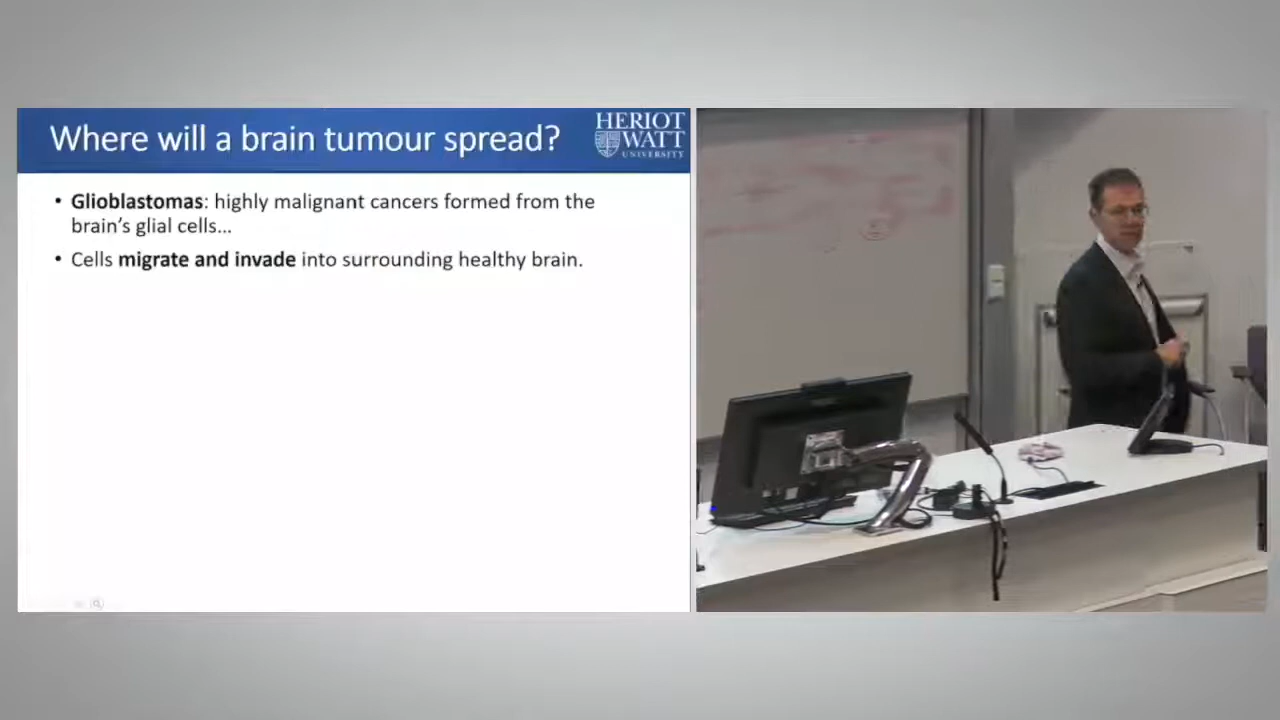 Where will a brain tumour spread?
HERIOT
WATT
UNIVERSITY
• Glioblastomas: highly malignant cancers formed from the
brain's glial cells...
• Cells migrate and invade into surrounding healthy brain.